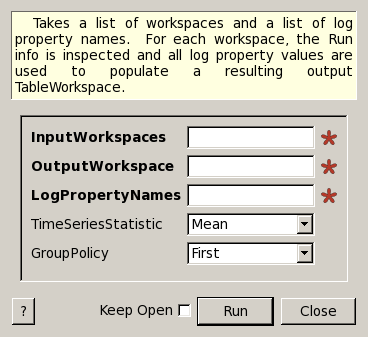 Takes a list of workspaces and a list of log
property names. For each workspace, the Run
info is inspected and all log property values are
used to populate a resulting output
TableWorkspace.
InputWorkspaces
OutputWorkspace
LogPropertyNames
TimeSeriesStatistic Mean
GroupPolicy First
? Keep Open Run Close